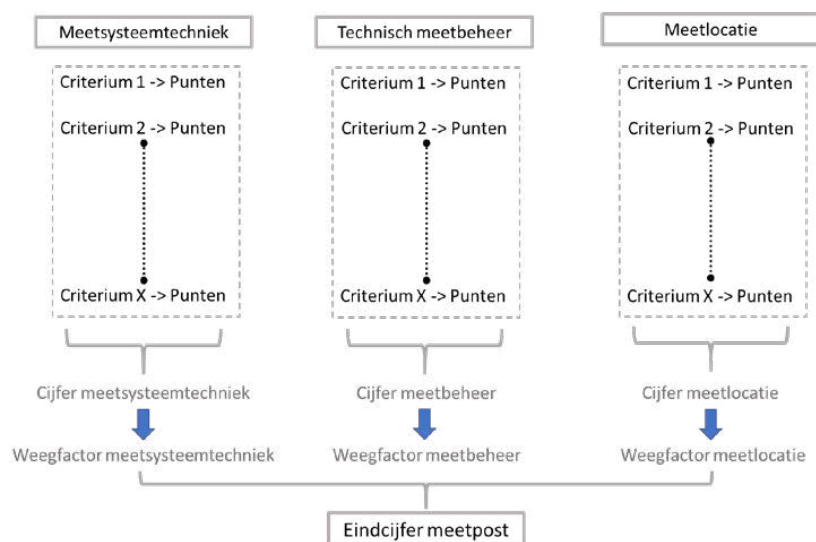 Meetsysteemtechniek
Criterium 1 -> Punten
Criterium 2 -> Punten
Criterium X -> Punten
Cijfer meetsysteemtechniek
Weegfactor meetsysteemtechniek
Technisch meetbeheer
Criterium 1 -> Punten
Criterium 2 -> Punten
Criterium X -> Punten
Cijfer meetbeheer
Weegfactor meetbeheer
Meetlocatie
Criterium 1 -> Punten
Criterium 2 -> Punten
Criterium X -> Punten
Cijfer meetlocatie
Weegfactor meetlocatie
Eindcijfer meetpost